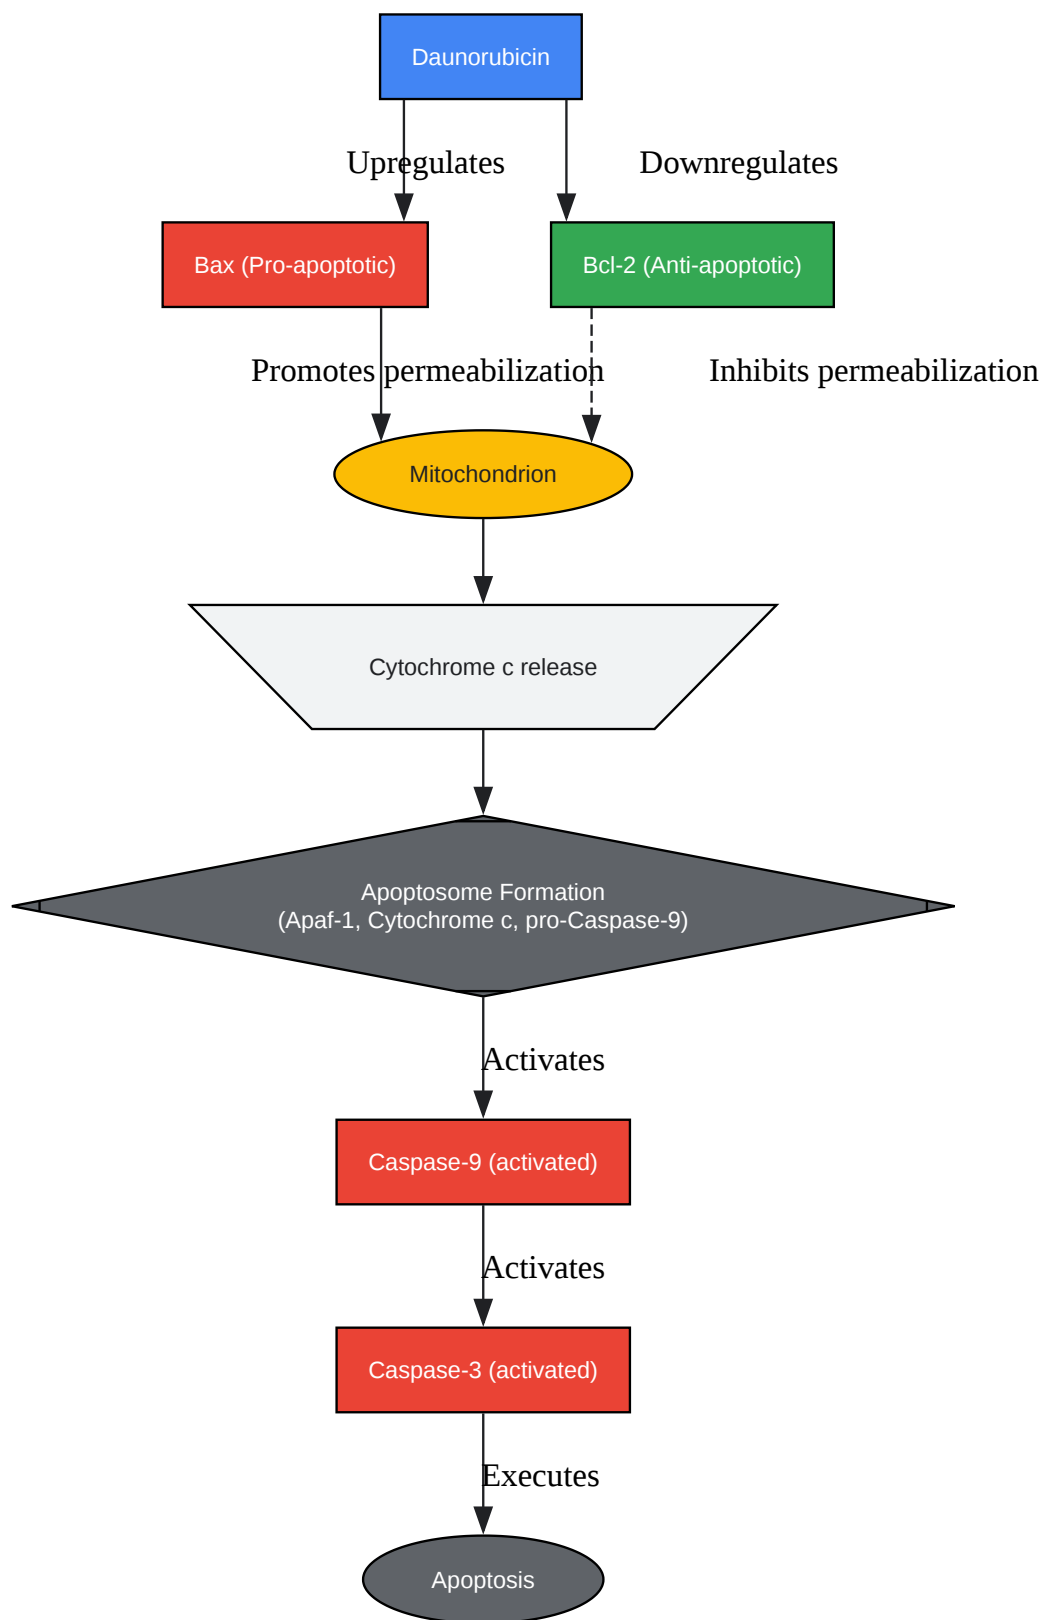 Daunorubicin
Upregulates
Downregulates
Bax (Pro-apoptotic)
Bcl-2 (Anti-apoptotic)
Promotes permeabilization
Inhibits permeabilization
Mitochondrion
Cytochrome c release
Apoptosome Formation
(Apaf-1, Cytochrome c, pro-Caspase-9)
Activates
Caspase-9 (activated)
Activates
Caspase-3 (activated)
Executes
Apoptosis